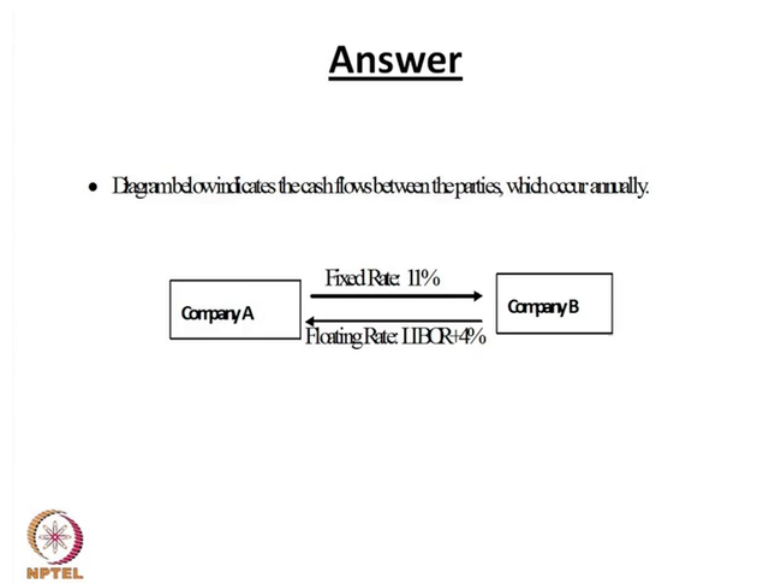 Answer
• Diagram below indicates the cash flows between the parties, which occur annually.
Fixed Rate: 11%
Company A
Company B
Floating Rate: LIBOR+4%
NPTEL